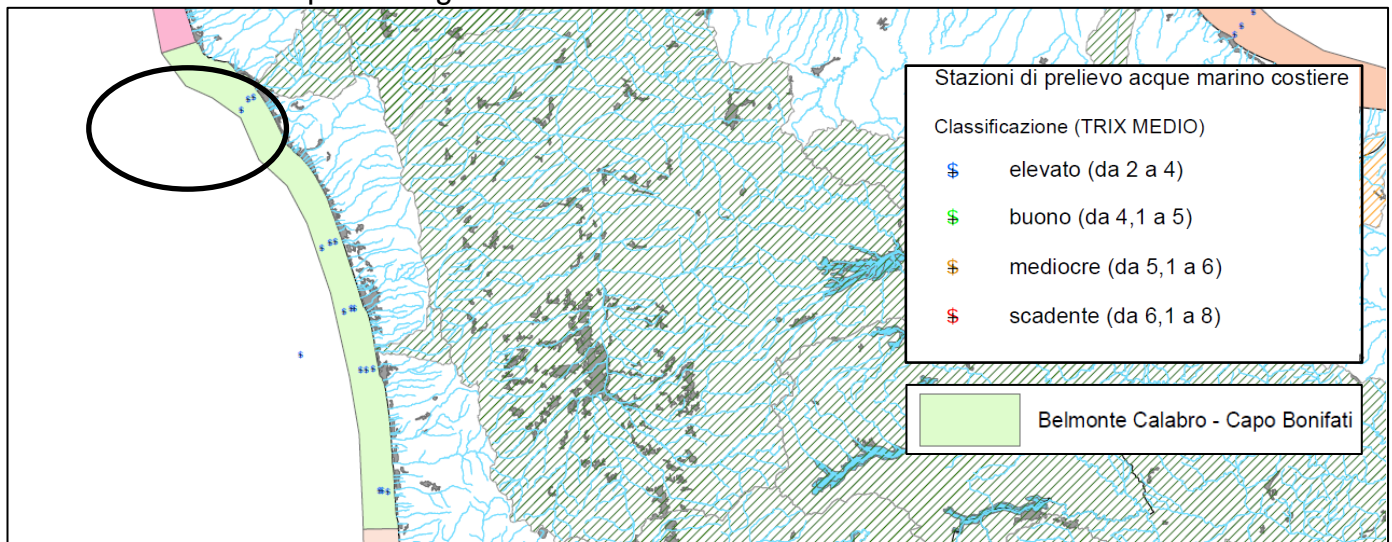 Stazioni di prelievo acque marino costiere
Classificazione (TRIX MEDIO)
$ elevato (da 2 a 4)
$ buono (da 4,1 a 5)
$ mediocre (da 5,1 a 6)
$ scadente (da 6,1 a 8)
Belmonte Calabro - Capo Bonifati